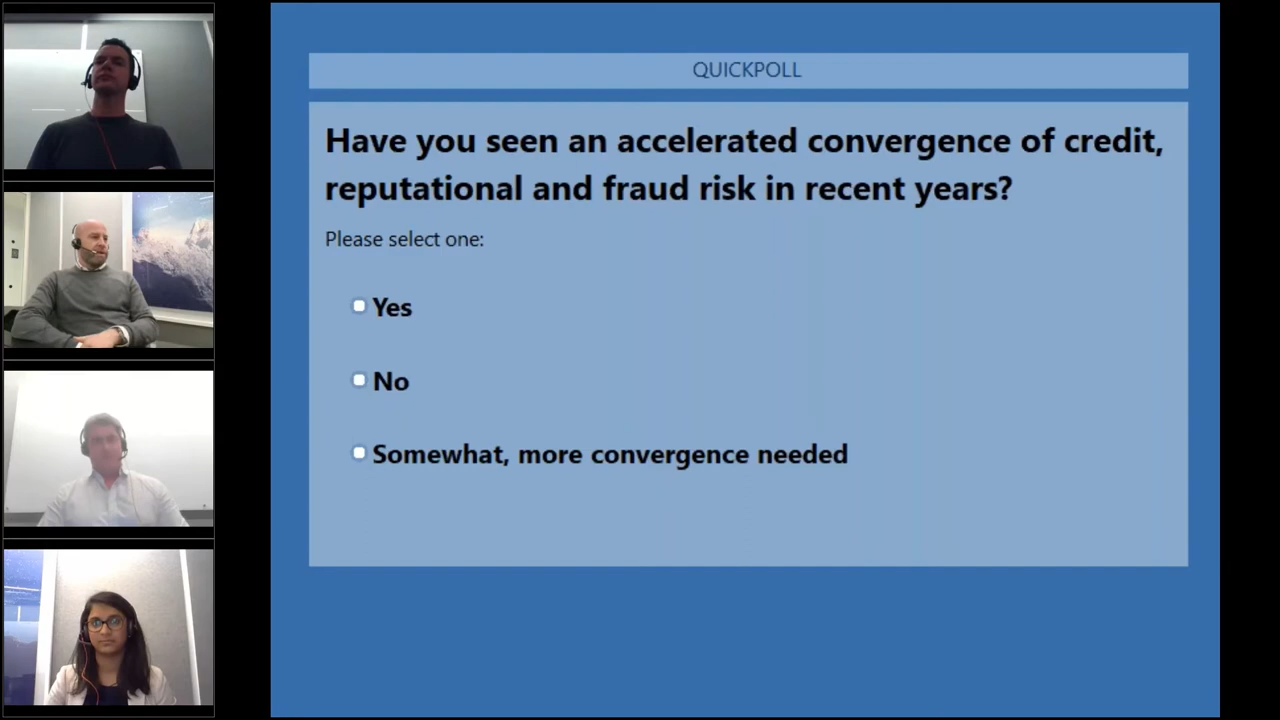 QUICKPOLL
Have you seen an accelerated convergence of credit,
reputational and fraud risk in recent years?
Please select one:
Yes
No
Somewhat, more convergence needed